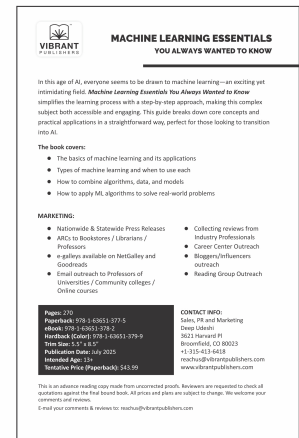 VIBRANT
PUBLISHERS
MACHINE LEARNING ESSENTIALS
YOU ALWAYS WANTED TO KNOW
In this age of AI, everyone seems to be drawn to machine learning—an exciting yet
intimidating field. Machine Learning Essentials You Always Wanted to Know
simplifies the learning process with a step-by-step approach, making this complex
subject both accessible and engaging. This guide breaks down core concepts and
practical applications in a straightforward way, perfect for those looking to transition
into AI.
The book covers:
● The basics of machine learning and its applications
● Types of machine learning and when to use each
● How to combine algorithms, data, and models
● How to apply ML algorithms to solve real-world problems
MARKETING:
● Nationwide & Statewide Press Releases
● ARCs to Bookstores / Librarians /
Professors
● e-galleys available on NetGalley and
Goodreads
● Email outreach to Professors of
Universities / Community colleges /
Online courses
● Collecting reviews from
Industry Professionals
● Career Center Outreach
● Bloggers/Influencers
outreach
● Reading Group Outreach
Pages: 270
Paperback: 978-1-63651-377-5
eBook: 978-1-63651-378-2
Hardback (Color): 978-1-63651-379-9
Trim Size: 5.5" x 8.5"
Publication Date: July 2025
Intended Age: 13+
Tentative Price (Paperback): $43.99
CONTACT INFO:
Sales, PR and Marketing
Deep Udeshi
3621 Harvard Pl
Broomfield, CO 80023
+1-315-413-6418
reachus@vibrantpublishers.com
www.vibrantpublishers.com
This is an advance reading copy made from uncorrected proofs. Reviewers are requested to check all
quotations against the final bound book. All prices and plans are subject to change. We welcome your
comments and reviews.
E-mail your comments & reviews to: reachus@vibrantpublishers.com